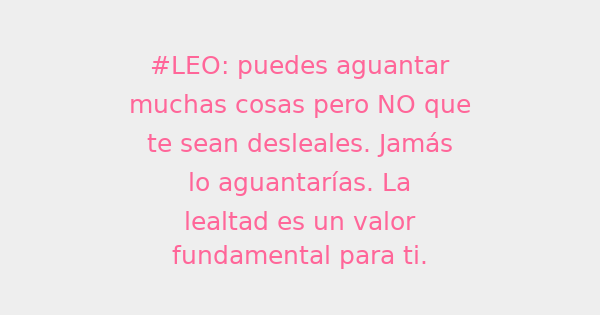 #LEO: puedes aguantar
muchas cosas pero NO que
te sean desleales. Jamás
lo aguantarías. La
lealtad es un valor
fundamental para ti.